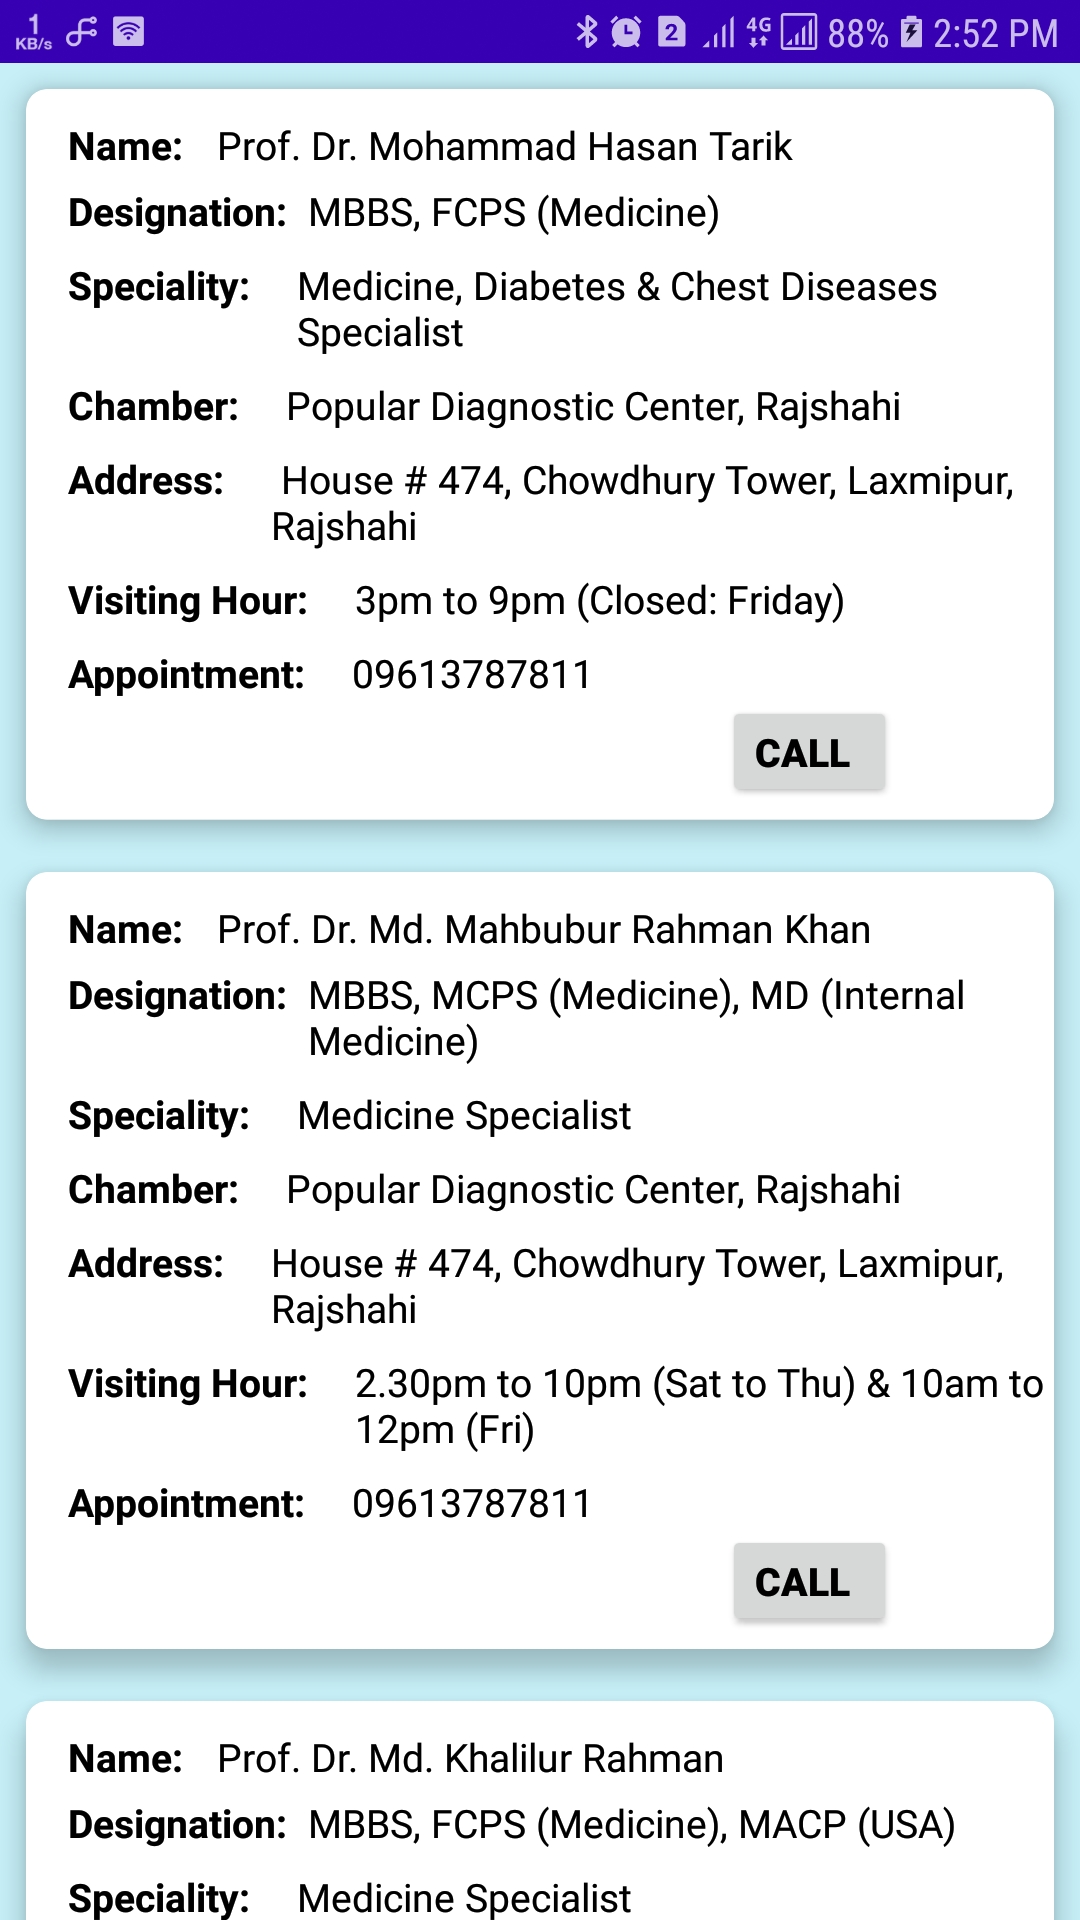 1 KB/s 2 4G 88% 2:52 PM
Name: Prof. Dr. Mohammad Hasan Tarik
Designation: MBBS, FCPS (Medicine)
Speciality: Medicine, Diabetes & Chest Diseases
Specialist
Chamber: Popular Diagnostic Center, Rajshahi
Address: House # 474, Chowdhury Tower, Laxmipur,
Rajshahi
Visiting Hour: 3pm to 9pm (Closed: Friday)
Appointment: 09613787811
CALL
Name: Prof. Dr. Md. Mahbubur Rahman Khan
Designation: MBBS, MCPS (Medicine), MD (Internal
Medicine)
Speciality: Medicine Specialist
Chamber: Popular Diagnostic Center, Rajshahi
Address: House # 474, Chowdhury Tower, Laxmipur,
Rajshahi
Visiting Hour: 2.30pm to 10pm (Sat to Thu) & 10am to
12pm (Fri)
Appointment: 09613787811
CALL
Name: Prof. Dr. Md. Khalilur Rahman
Designation: MBBS, FCPS (Medicine), MACP (USA)
Speciality: Medicine Specialist